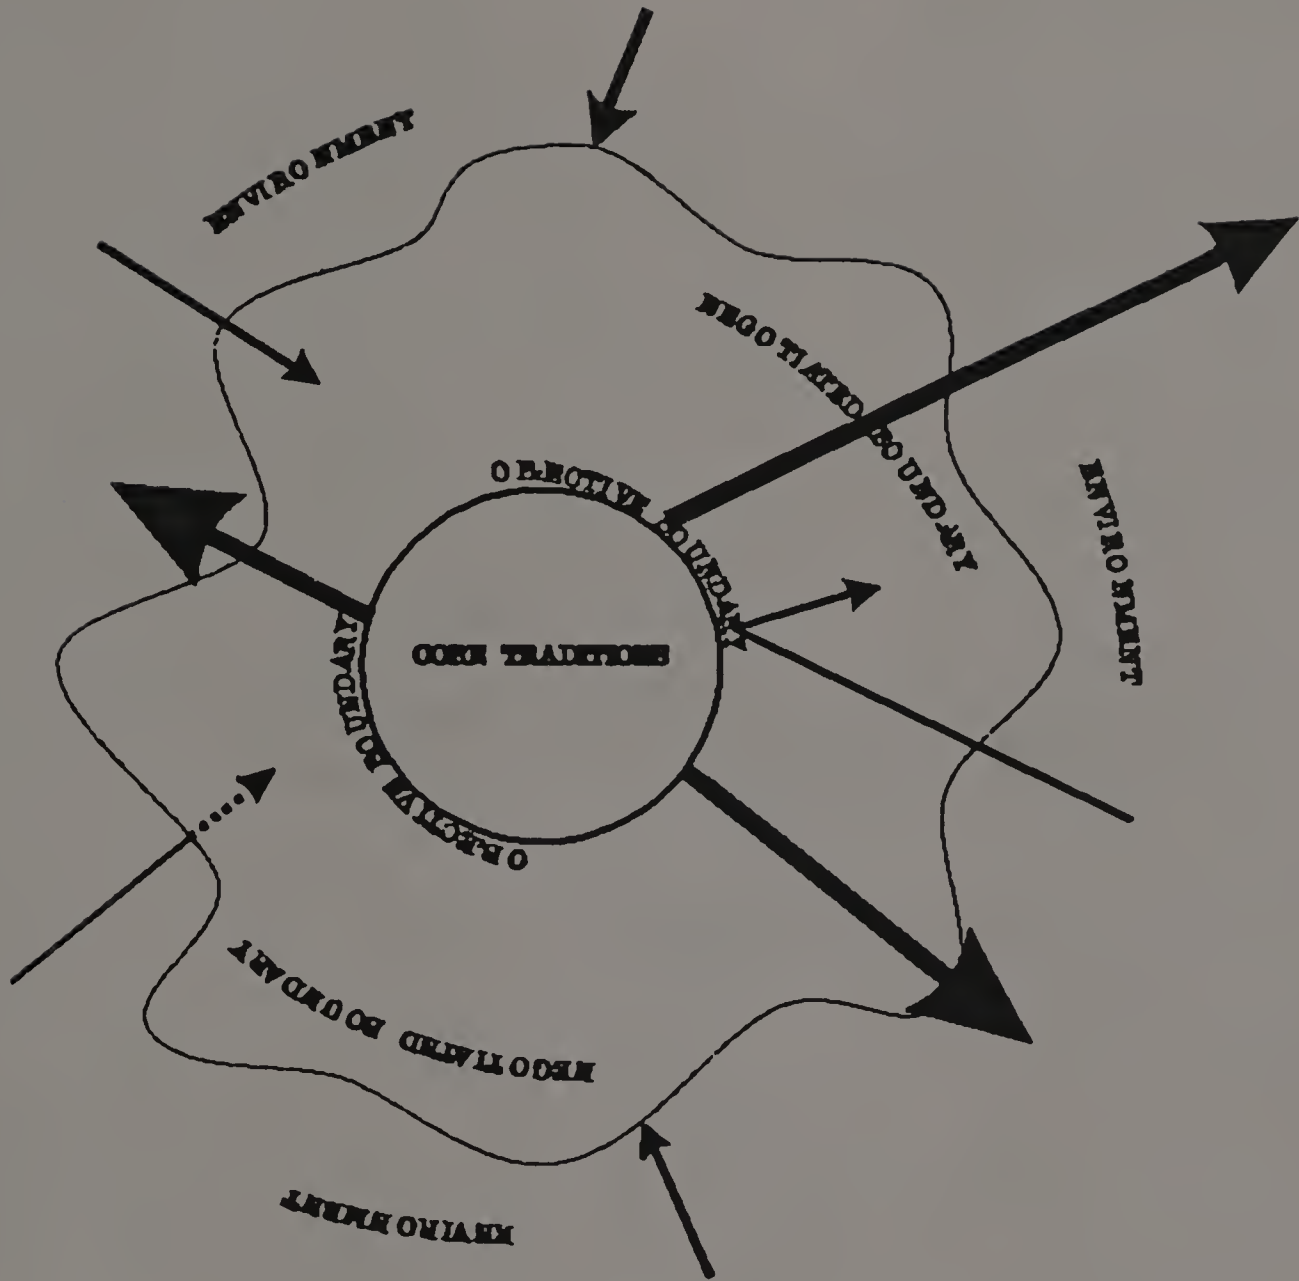 ENVIRONMENT
NEGOTIATED BOUNDARY
ENVIRONMENT
OBJECTIVE BOUNDARY
CORE TRADITIONS
OBJECTIVE BOUNDARY
NEGOTIATED BOUNDARY
ENVIRONMENT